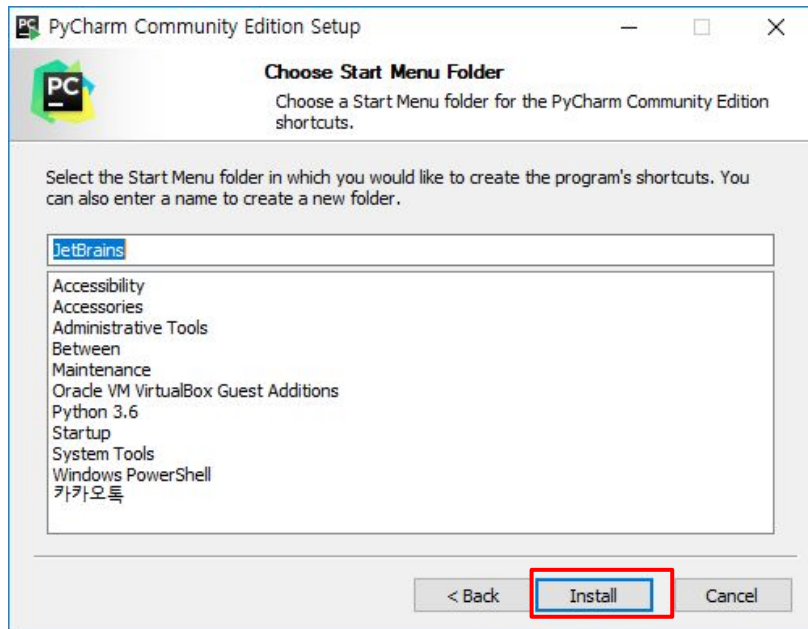 PyCharm Community Edition Setup
PC
Choose Start Menu Folder
Choose a Start Menu folder for the PyCharm Community Edition
shortcuts.
Select the Start Menu folder in which you would like to create the program's shortcuts. You
can also enter a name to create a new folder.
JetBrains
Accessibility
Accessories
Administrative Tools
Between
Maintenance
Oracle VM VirtualBox Guest Additions
Python 3.6
Startup
System Tools
Windows PowerShell
카카오톡
< Back Install Cancel